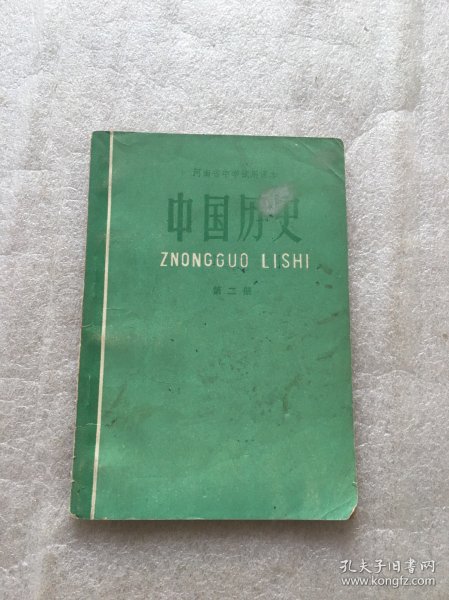 河南省中学试用课本
中国历史
ZNONGGUO LISHI
第二册
孔夫子旧书网
www.kongfz.com